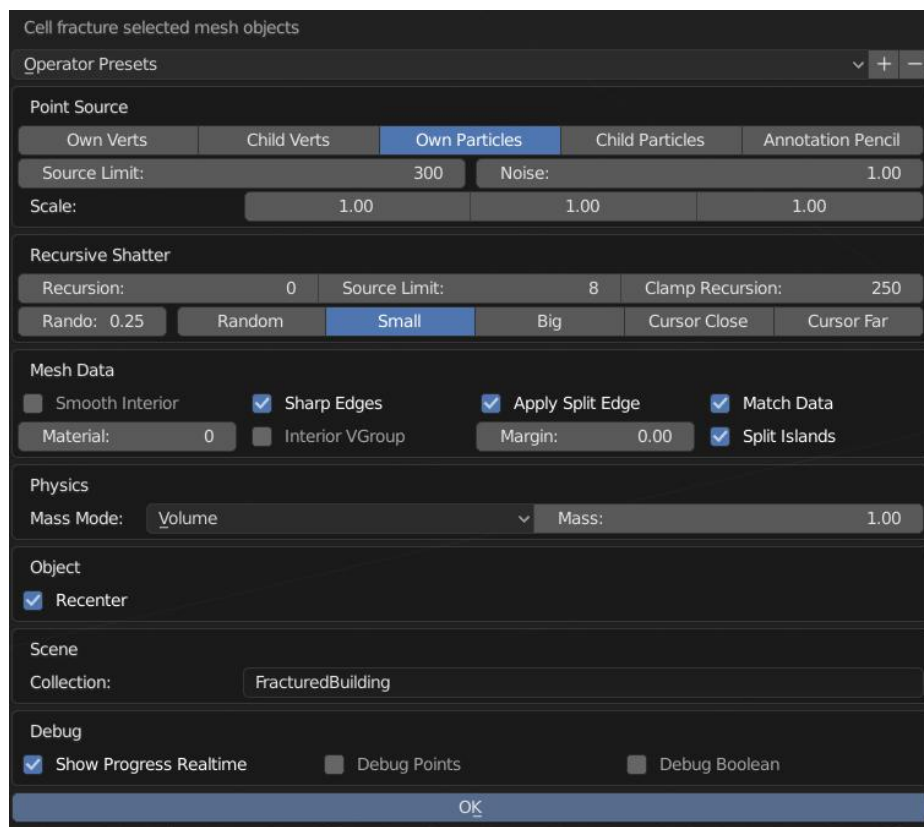 Cell fracture selected mesh objects
Operator Presets
Point Source
Own Verts Child Verts Own Particles Child Particles Annotation Pencil
Source Limit: 300 Noise: 1.00
Scale: 1.00 1.00 1.00
Recursive Shatter
Recursion: 0 Source Limit: 8 Clamp Recursion: 250
Rando: 0.25 Random Small Big Cursor Close Cursor Far
Mesh Data
Smooth Interior Sharp Edges Apply Split Edge Match Data
Material: 0 Interior VGroup Margin: 0.00 Split Islands
Physics
Mass Mode: Volume Mass: 1.00
Object
Recenter
Scene
Collection: FracturedBuilding
Debug
Show Progress Realtime Debug Points Debug Boolean
OK